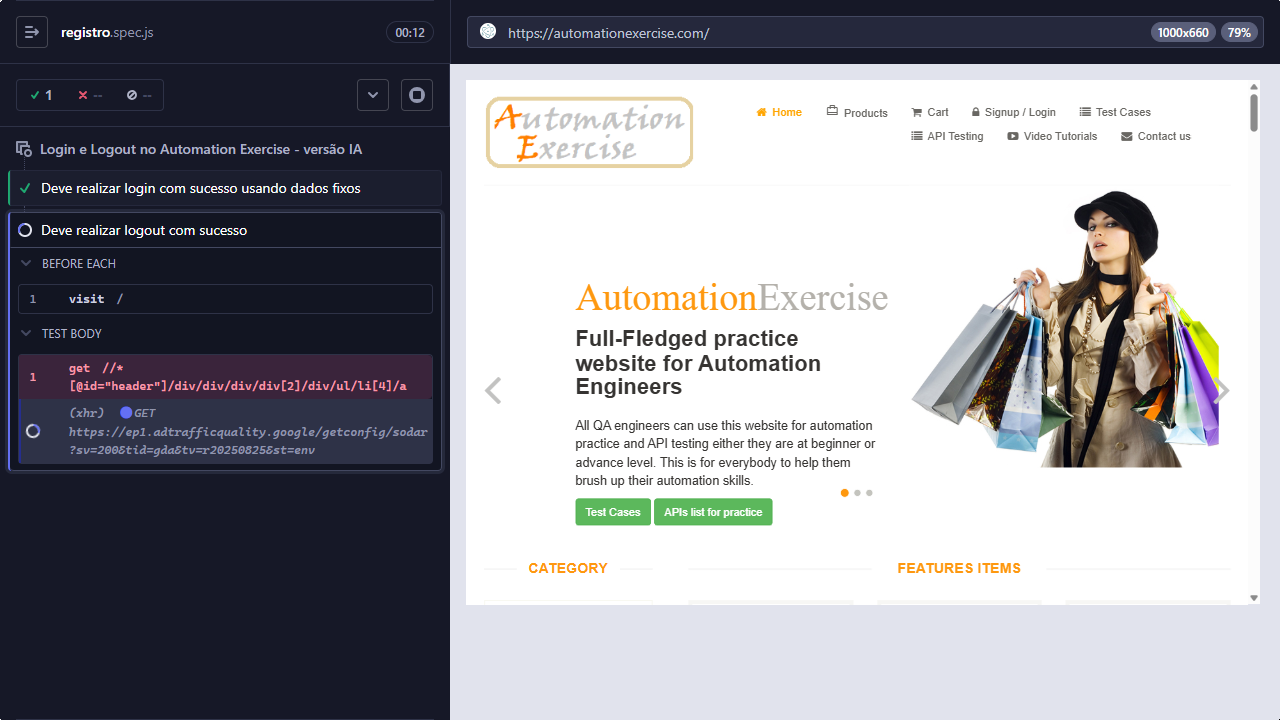 registro.spec.js
00:12
1
--
--
Login e Logout no Automation Exercise - versão IA
Deve realizar login com sucesso usando dados fixos
Deve realizar logout com sucesso
BEFORE EACH
1 visit /
TEST BODY
1 get //*
[@id="header"]/div/div/div/div[2]/div/ul/li[4]/a
(xhr) GET
https://ep1.adtrafficquality.google/getconfig/sodar
?sv=200&tid=gda&tv=r20250825&st=env
https://automationexercise.com/
1000x660
79%
Automation
Exercise
Home
Products
Cart
Signup / Login
Test Cases
API Testing
Video Tutorials
Contact us
AutomationExercise
Full-Fledged practice
website for Automation
Engineers
All QA engineers can use this website for automation
practice and API testing either they are at beginner or
advance level. This is for everybody to help them
brush up their automation skills.
Test Cases
APIs list for practice
CATEGORY
FEATURES ITEMS